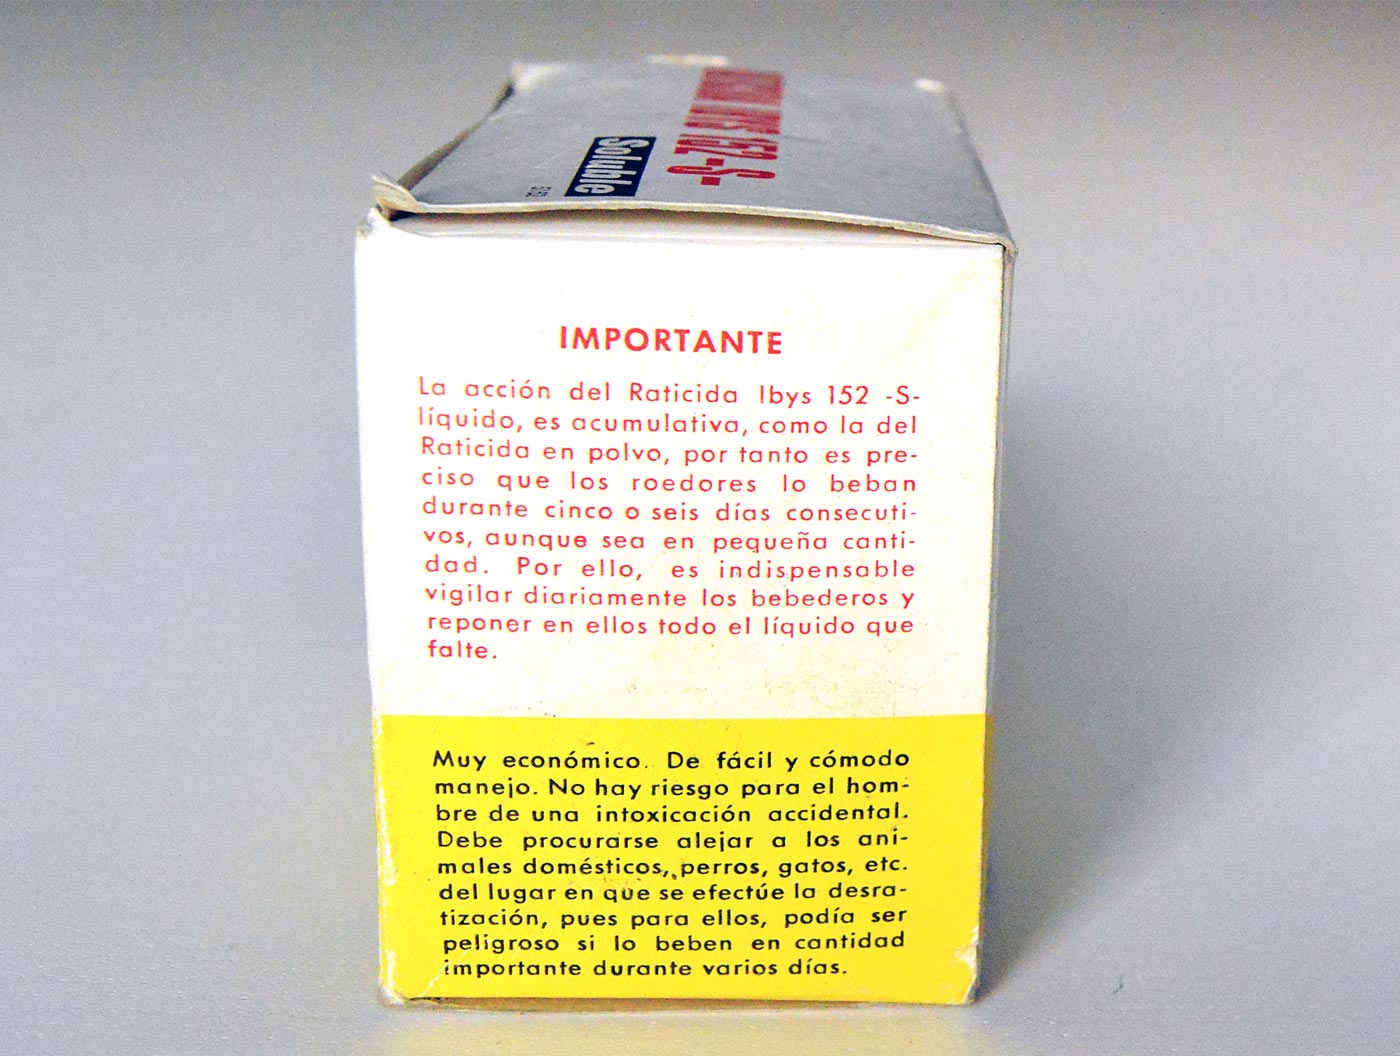 152-S-
Soluble
IMPORTANTE
La acción del Raticida Ibys 152 -S-
líquido, es acumulativa, como la del
Raticida en polvo, por tanto es pre-
ciso que los roedores lo beban
durante cinco o seis días consecuti-
vos, aunque sea en pequeña canti-
dad. Por ello, es indispensable
vigilar diariamente los bebederos y
reponer en ellos todo el líquido que
falte.
Muy económico. De fácil y cómodo
manejo. No hay riesgo para el hom-
bre de una intoxicación accidental.
Debe procurarse alejar a los ani-
males domésticos, perros, gatos, etc.
del lugar en que se efectúe la desra-
tización, pues para ellos, podía ser
peligroso si lo beben en cantidad
importante durante varios días.